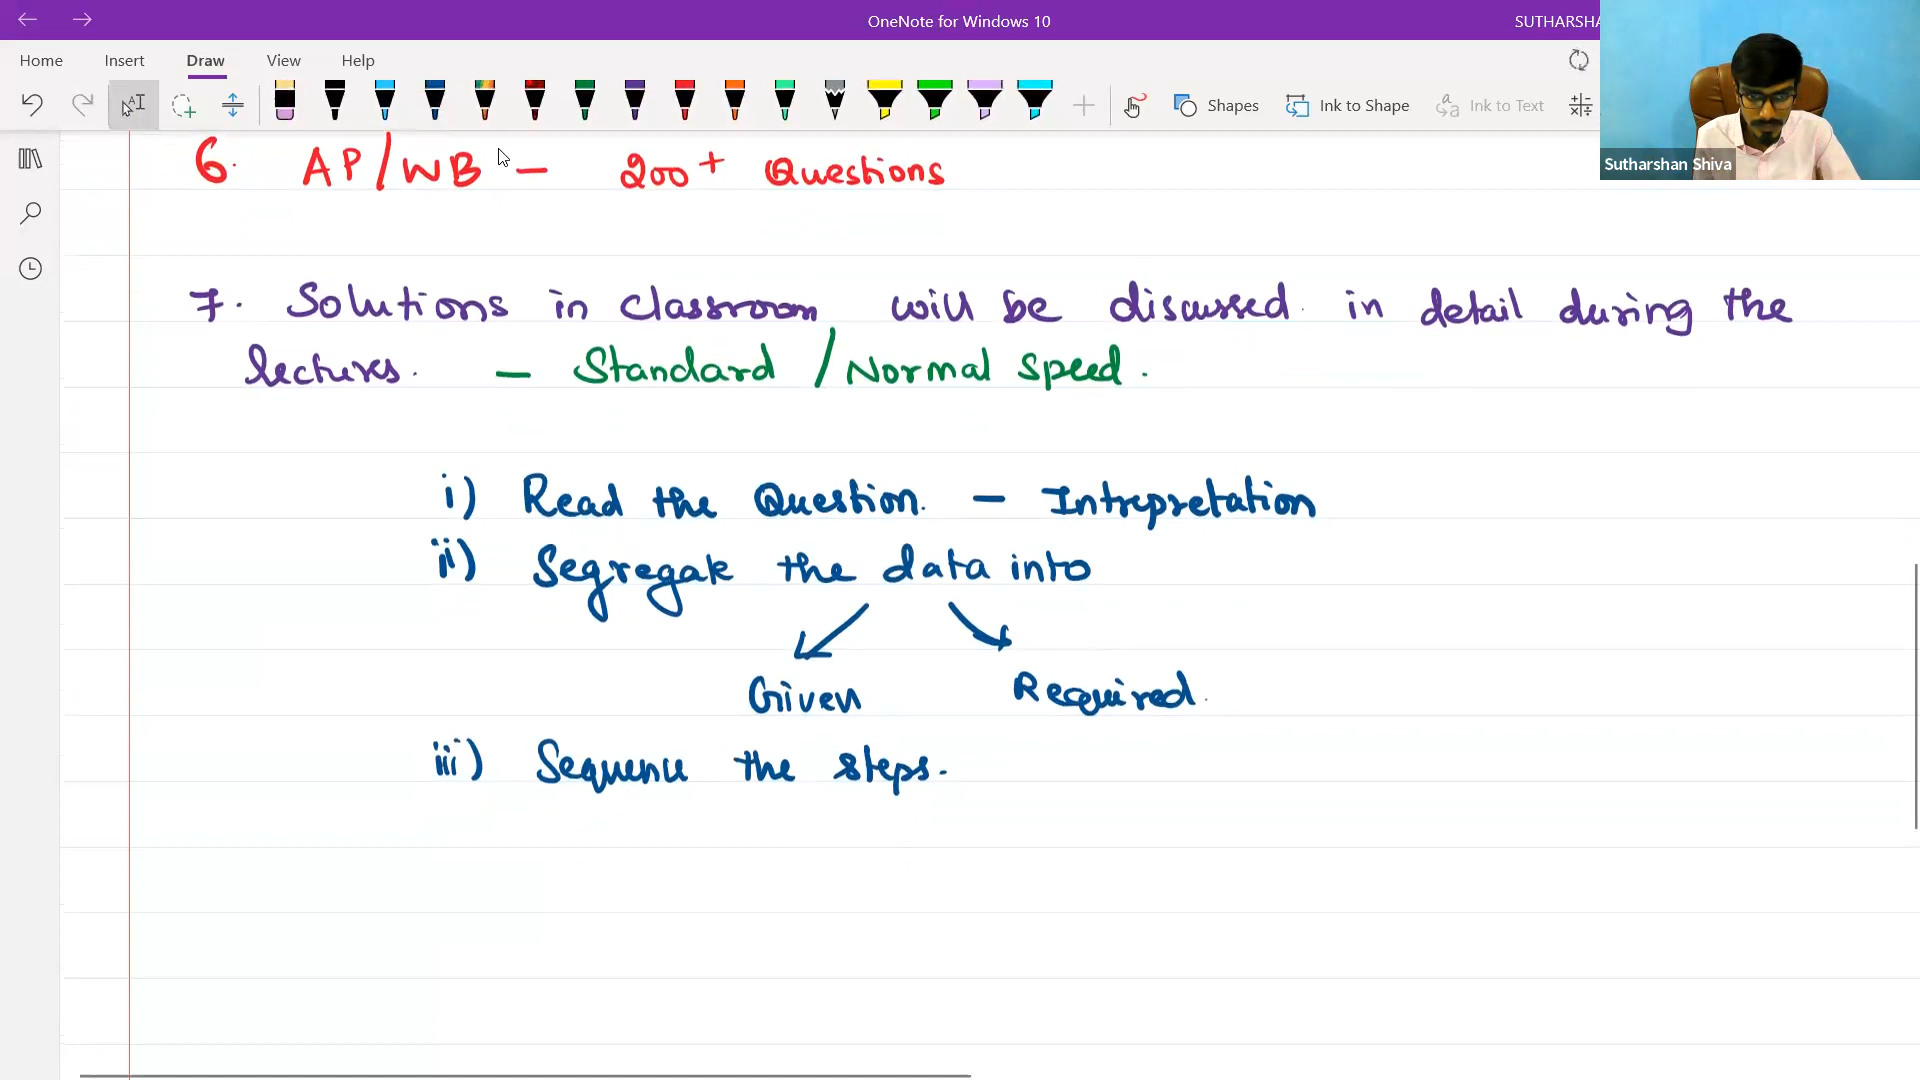 OneNote for Windows 10
SUTHARSHA
Home Insert Draw View Help
Shapes Ink to Shape Ink to Text
Sutharshan Shiva
6. AP/WB - 200+ Questions
7. Solutions in classroom will be discussed in detail during the
lectures. - Standard / Normal speed.
i) Read the Question. - Intrepretation
ii) Segregate the data into
Given Required.
iii) Sequence the steps.